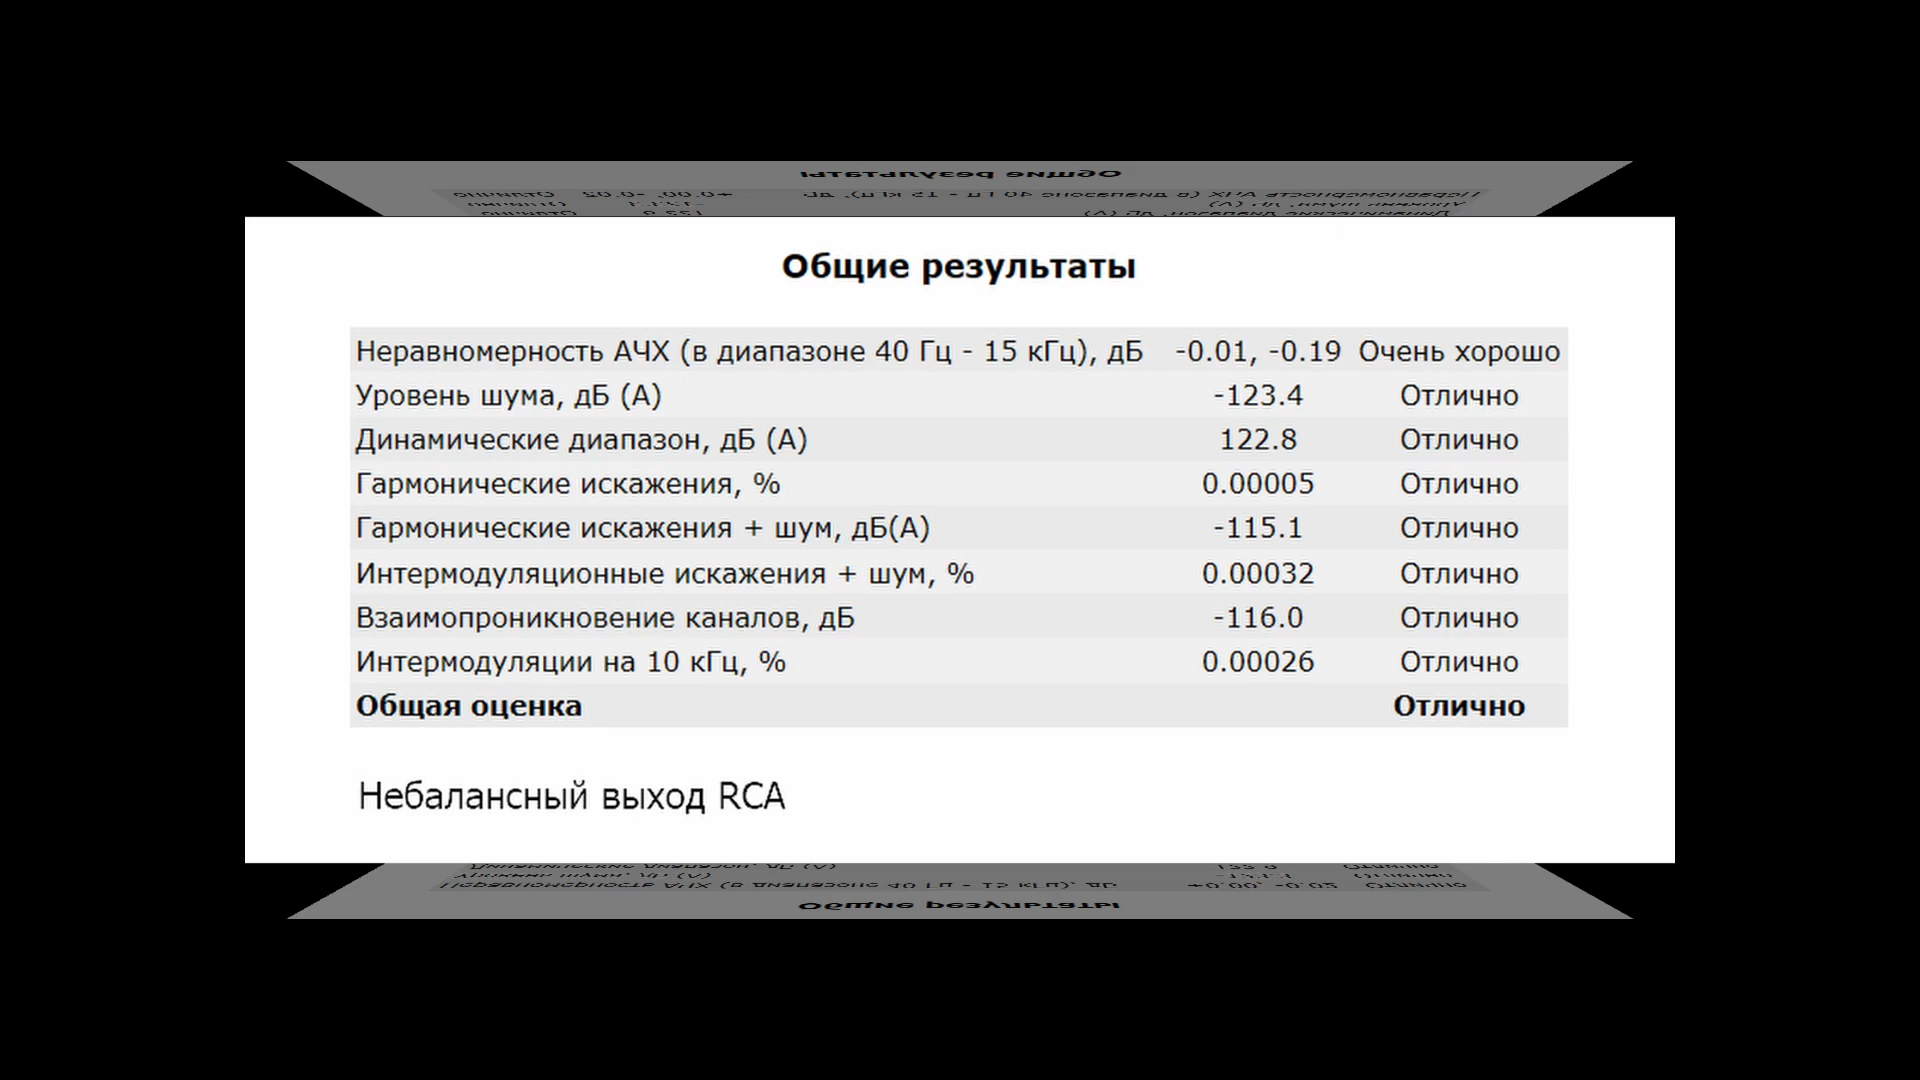 Общие результаты
Неравномерность АЧХ (в диапазоне 40 Гц - 15 кГц), дБ -0.01, -0.19 Очень хорошо
Уровень шума, дБ (А) -123.4 Отлично
Динамические диапазон, дБ (А) 122.8 Отлично
Гармонические искажения, % 0.00005 Отлично
Гармонические искажения + шум, дБ(А) -115.1 Отлично
Интермодуляционные искажения + шум, % 0.00032 Отлично
Взаимопроникновение каналов, дБ -116.0 Отлично
Интермодуляции на 10 кГц, % 0.00026 Отлично
Общая оценка Отлично
Небалансный выход RCA
Общие результаты